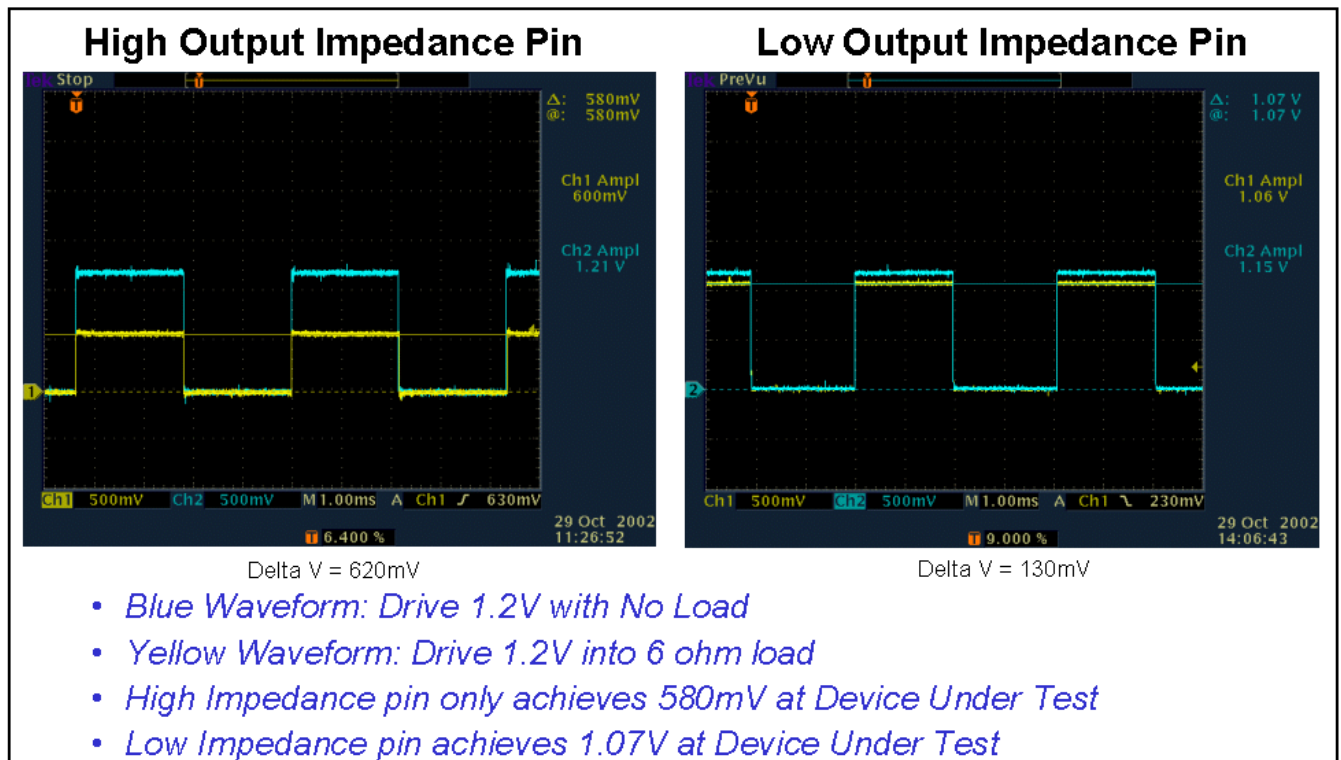 High Output Impedance Pin
Low Output Impedance Pin
Tek Stop
Δ: 580mV
@: 580mV
Ch1 Ampl
600mV
Ch2 Ampl
1.21 V
1
Ch1 500mV Ch2 500mV M 1.00ms A Ch1 630mV
T 6.400 %
29 Oct 2002
11:26:52
Tek PreVu
Δ: 1.07 V
@: 1.07 V
Ch1 Ampl
1.06 V
Ch2 Ampl
1.15 V
2
Ch1 500mV Ch2 500mV M 1.00ms A Ch1 230mV
T 9.000 %
29 Oct 2002
14:06:43
Delta V = 620mV
Delta V = 130mV
• Blue Waveform: Drive 1.2V with No Load
• Yellow Waveform: Drive 1.2V into 6 ohm load
• High Impedance pin only achieves 580mV at Device Under Test
• Low Impedance pin achieves 1.07V at Device Under Test